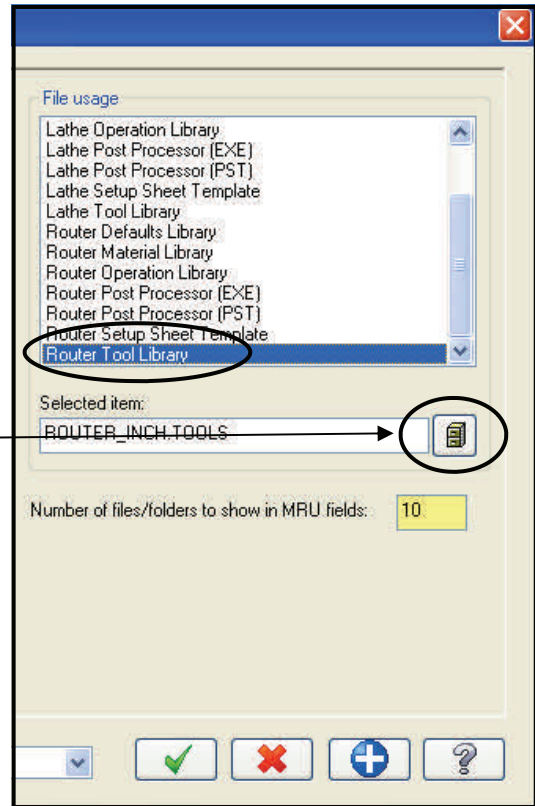 File usage
Lathe Operation Library
Lathe Post Processor (EXE)
Lathe Post Processor (PST)
Lathe Setup Sheet Template
Lathe Tool Library
Router Defaults Library
Router Material Library
Router Operation Library
Router Post Processor (EXE)
Router Post Processor (PST)
Router Setup Sheet Template
Router Tool Library
Selected item:
ROUTER_INCH.TOOLS
Number of files/folders to show in MRU fields: 10